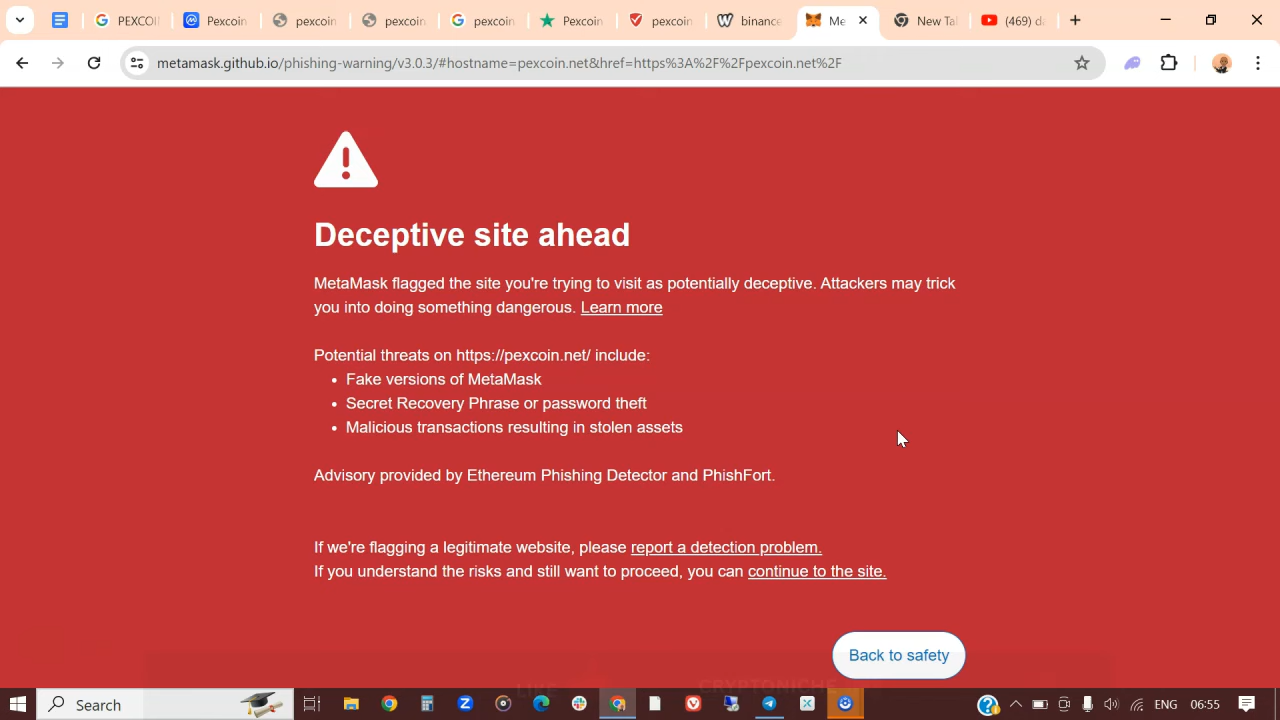 PEXCOI
Pexcoin
pexcoin
pexcoin
pexcoin
Pexcoin
pexcoin
binance
Me
New Ta
(469) d
metamask.github.io/phishing-warning/v3.0.3/#hostname=pexcoin.net&href=https%3A%2F%2Fpexcoin.net%2F
Deceptive site ahead
MetaMask flagged the site you're trying to visit as potentially deceptive. Attackers may trick
you into doing something dangerous. Learn more
Potential threats on https://pexcoin.net/ include:
• Fake versions of MetaMask
• Secret Recovery Phrase or password theft
• Malicious transactions resulting in stolen assets
Advisory provided by Ethereum Phishing Detector and PhishFort.
If we're flagging a legitimate website, please report a detection problem.
If you understand the risks and still want to proceed, you can continue to the site.
Back to safety
LIKE
CRYPTONICHE
Search
ENG
06:55